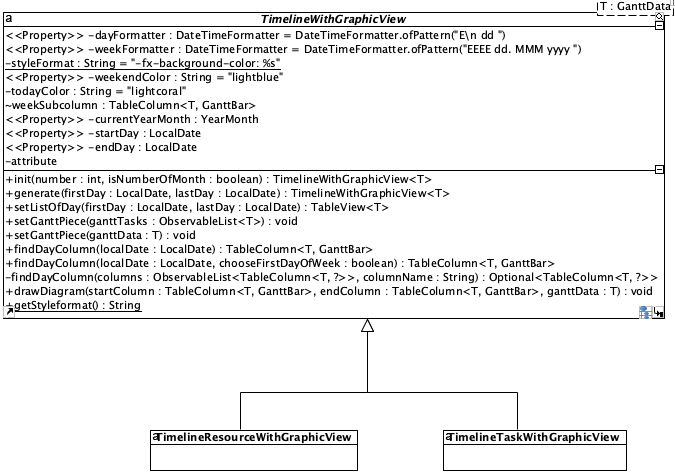 T : GanttData
a
TimelineWithGraphicView
<<Property>> -dayFormatter : DateTimeFormatter = DateTimeFormatter.ofPattern("E\n dd ")
<<Property>> -weekFormatter : DateTimeFormatter = DateTimeFormatter.ofPattern("EEEE dd. MMM yyyy ")
-styleFormat : String = "-fx-background-color: %s"
<<Property>> -weekendColor : String = "lightblue"
-todayColor : String = "lightcoral"
~weekSubcolumn : TableColumn<T, GanttBar>
<<Property>> -currentYearMonth : YearMonth
<<Property>> -startDay : LocalDate
<<Property>> -endDay : LocalDate
-attribute
+init(number : int, isNumberOfMonth : boolean) : TimelineWithGraphicView<T>
+generate(firstDay : LocalDate, lastDay : LocalDate) : TimelineWithGraphicView<T>
+setListOfDay(firstDay : LocalDate, lastDay : LocalDate) : TableView<T>
+setGanttPiece(ganttTasks : ObservableList<T>) : void
+setGanttPiece(ganttData : T) : void
+findDayColumn(localDate : LocalDate) : TableColumn<T, GanttBar>
+findDayColumn(localDate : LocalDate, chooseFirstDayOfWeek : boolean) : TableColumn<T, GanttBar>
-findDayColumn(columns : ObservableList<TableColumn<T, ?>>, columnName : String) : Optional<TableColumn<T, ?>>
+drawDiagram(startColumn : TableColumn<T, GanttBar>, endColumn : TableColumn<T, GanttBar>, ganttData : T) : void
+getStyleformat() : String
a
TimelineResourceWithGraphicView
a
TimelineTaskWithGraphicView